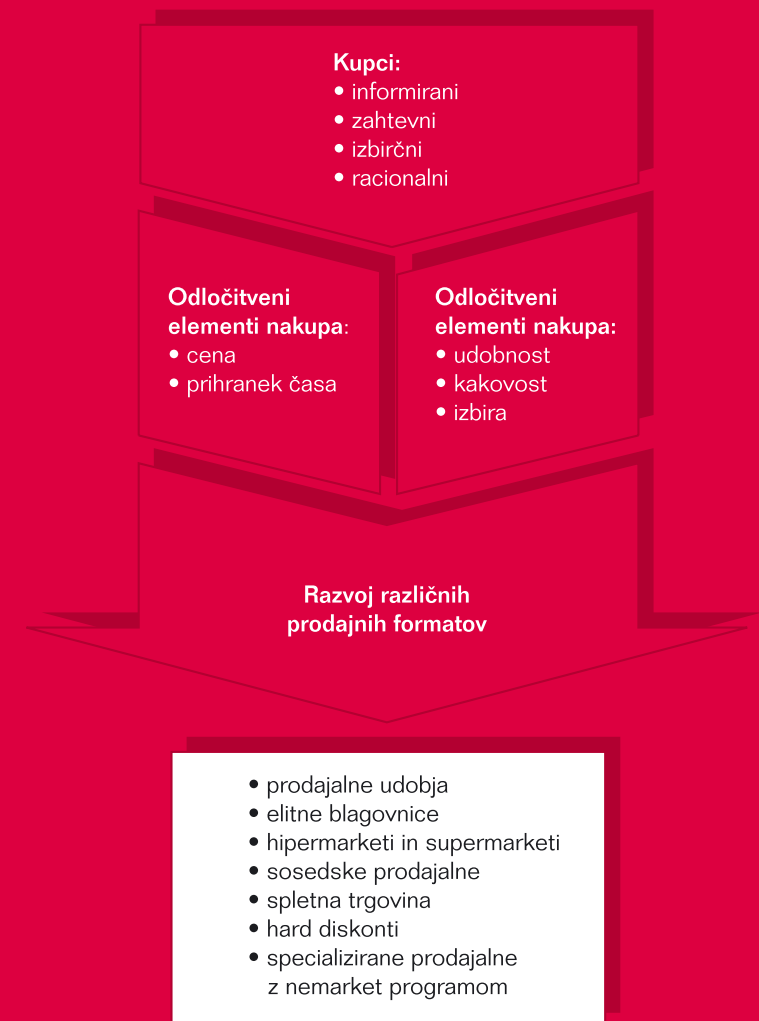 Kupci:
• informirani
• zahtevni
• izbirčni
• racionalni
Odločitveni
elementi nakupa:
• cena
• prihranek časa
Odločitveni
elementi nakupa:
• udobnost
• kakovost
• izbira
Razvoj različnih
prodajnih formatov
• prodajalne udobja
• elitne blagovnice
• hipermarketi in supermarketi
• sosedske prodajalne
• spletna trgovina
• hard diskonti
• specializirane prodajalne
z nemarket programom